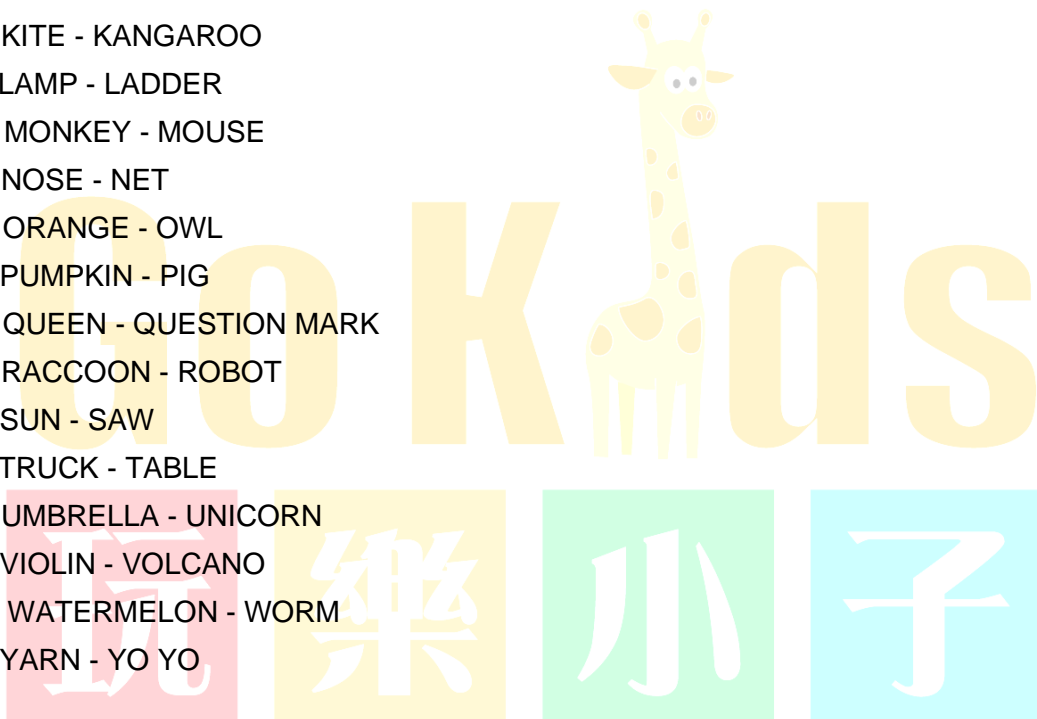 KITE - KANGAROO
LAMP - LADDER
MONKEY - MOUSE
NOSE - NET
ORANGE - OWL
PUMPKIN - PIG
QUEEN - QUESTION MARK
RACCOON - ROBOT
SUN - SAW
TRUCK - TABLE
UMBRELLA - UNICORN
VIOLIN - VOLCANO
WATERMELON - WORM
YARN - YO YO
Go Kids
玩樂小子